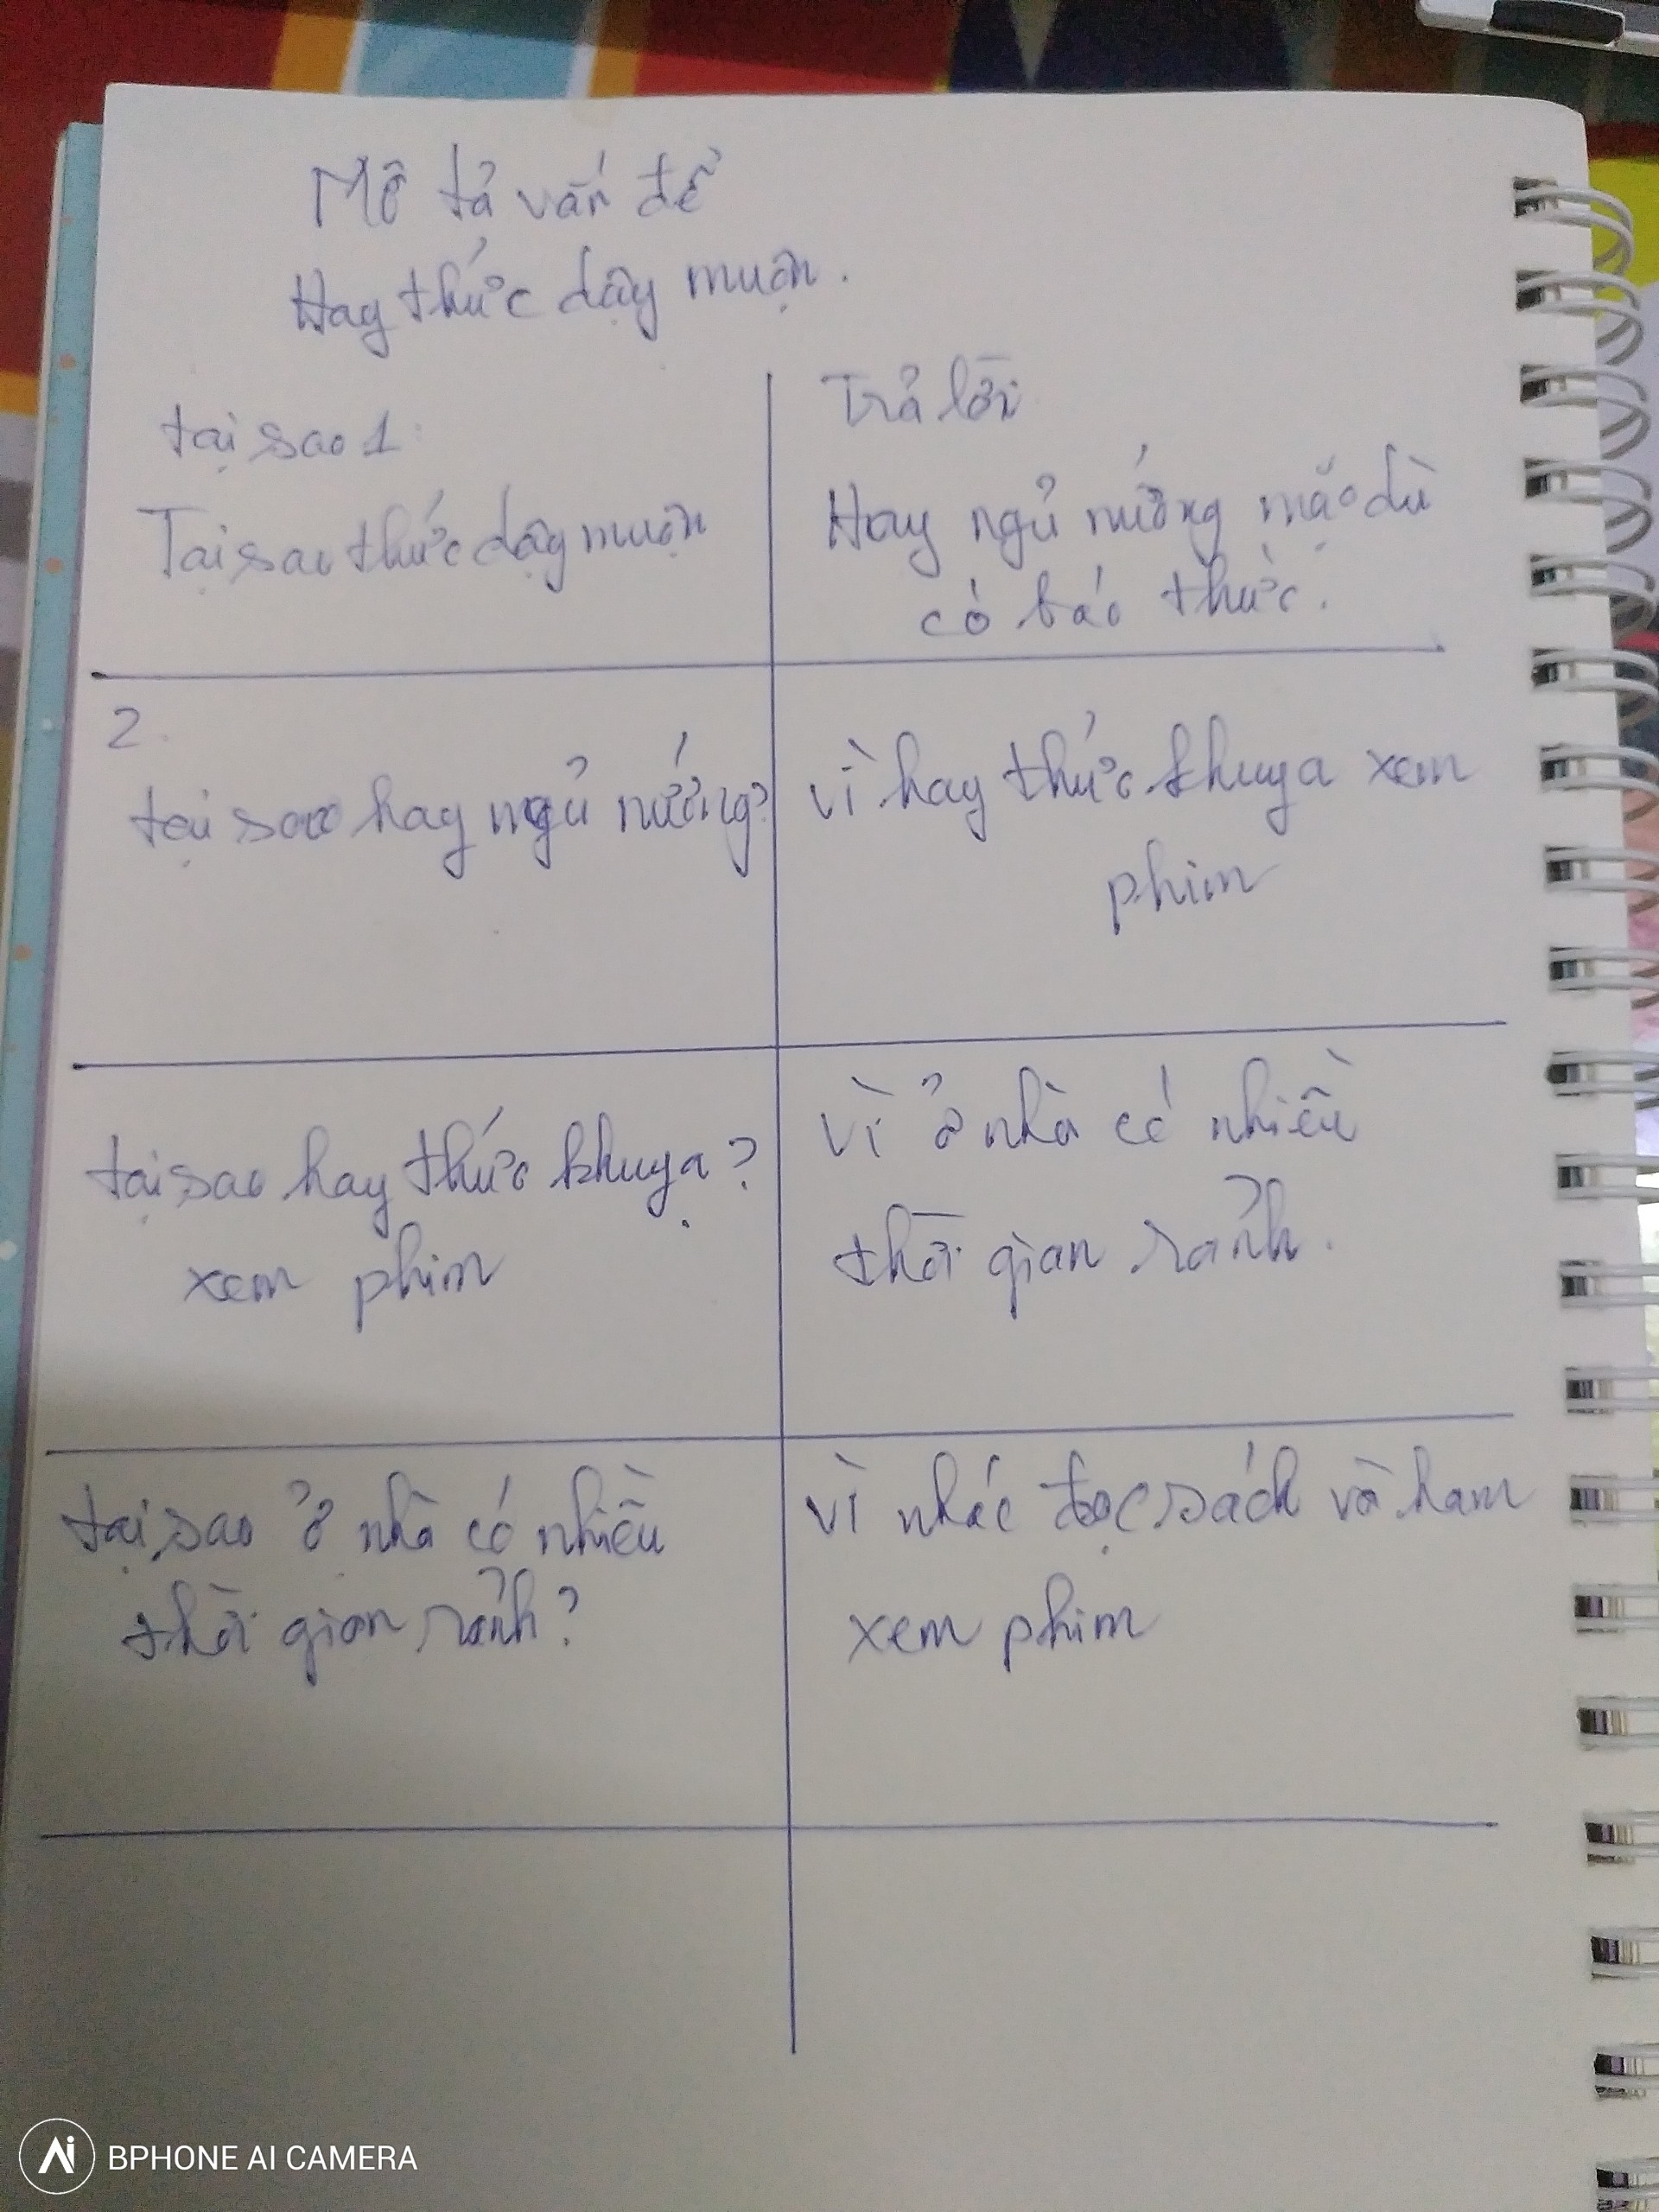 Mô tả vấn đề
Hay thức dậy muộn.
tại sao 1:
Tại sao thức dậy muộn
Trả lời
Hay ngủ nướng mặc dù
có báo thức.
2.
tại sao hay ngủ nướng?
vì hay thức khuya xem
phim
tại sao hay thức khuya?
xem phim
Vì ở nhà có nhiều
thời gian rảnh.
tại sao ở nhà có nhiều
thời gian rảnh?
vì nhác đọc sách và ham
xem phim
BPHONE AI CAMERA